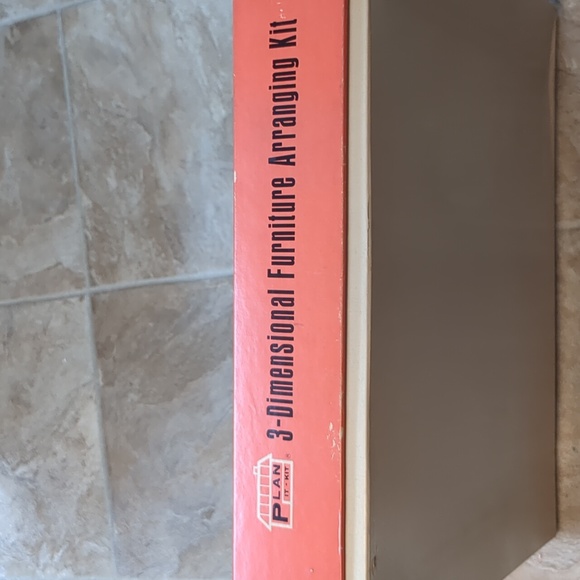 PLAN
IT-KIT
®
3-Dimensional Furniture Arranging Kit